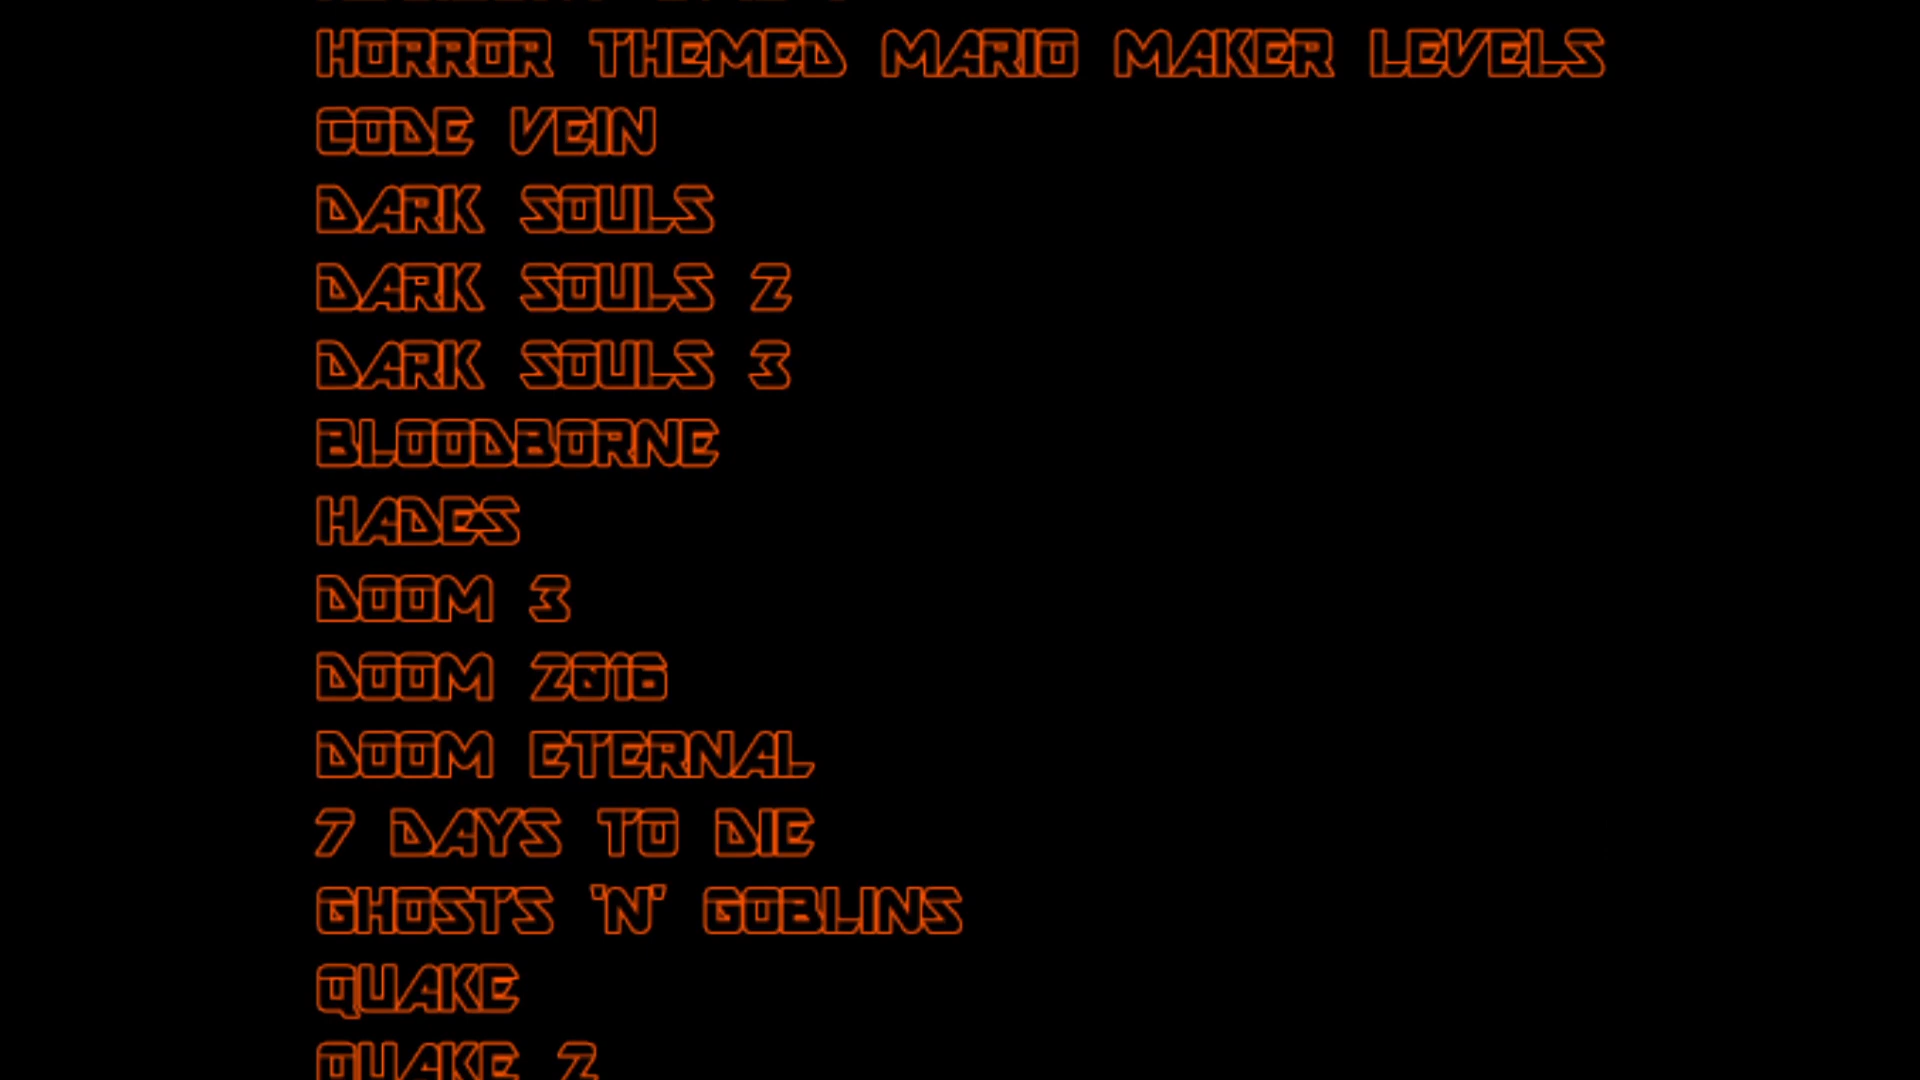 HORROR THEMED MARIO MAKER LEVELS
CODE VEIN
DARK SOULS
DARK SOULS 2
DARK SOULS 3
BLOODBORNE
HADES
DOOM 3
DOOM 2016
DOOM ETERNAL
7 DAYS TO DIE
GHOSTS 'N' GOBLINS
QUAKE
QUAKE 2